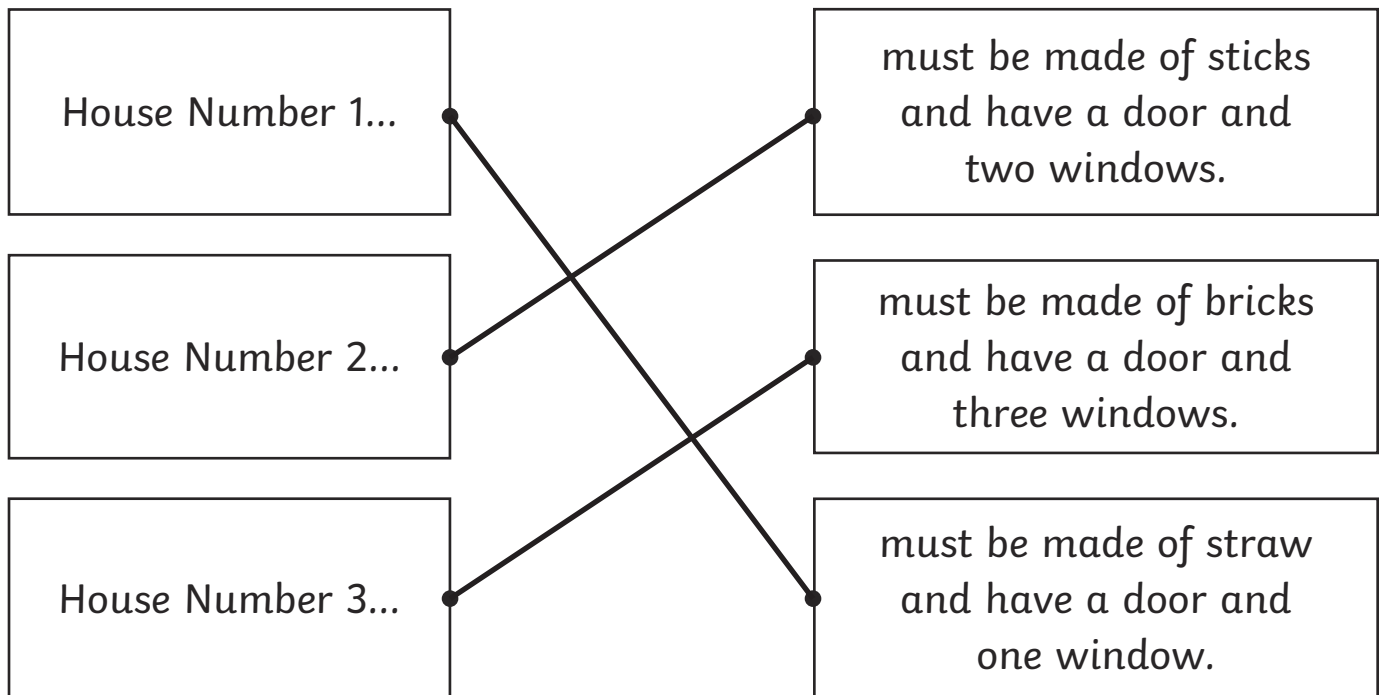 House Number 1...
must be made of sticks
and have a door and
two windows.
House Number 2...
must be made of bricks
and have a door and
three windows.
House Number 3...
must be made of straw
and have a door and
one window.